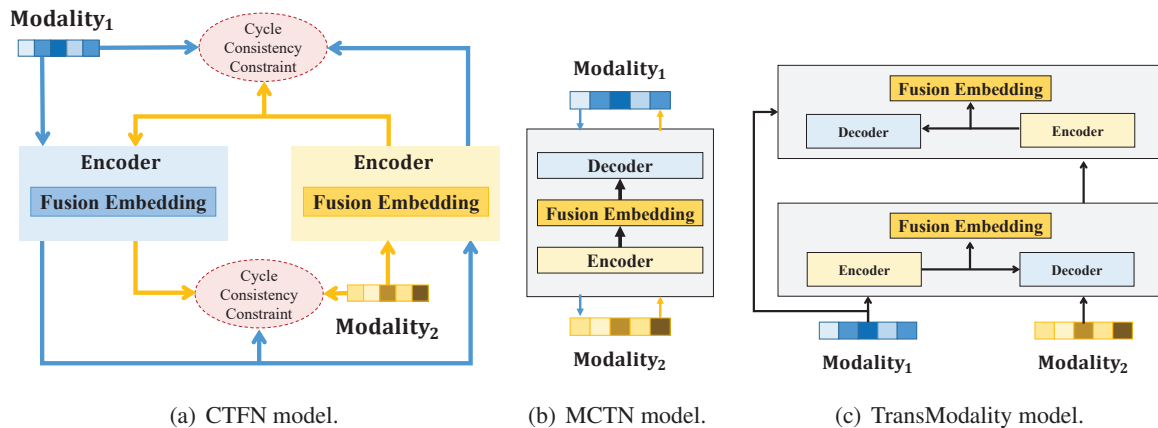 Modality₁
Cycle
Consistency
Constraint
Encoder
Fusion Embedding
Encoder
Fusion Embedding
Cycle
Consistency
Constraint
Modality₂
(a) CTFN model.
Modality₁
Decoder
Fusion Embedding
Encoder
Modality₂
(b) MCTN model.
Fusion Embedding
Decoder
Encoder
Fusion Embedding
Encoder
Decoder
Modality₁
Modality₂
(c) TransModality model.